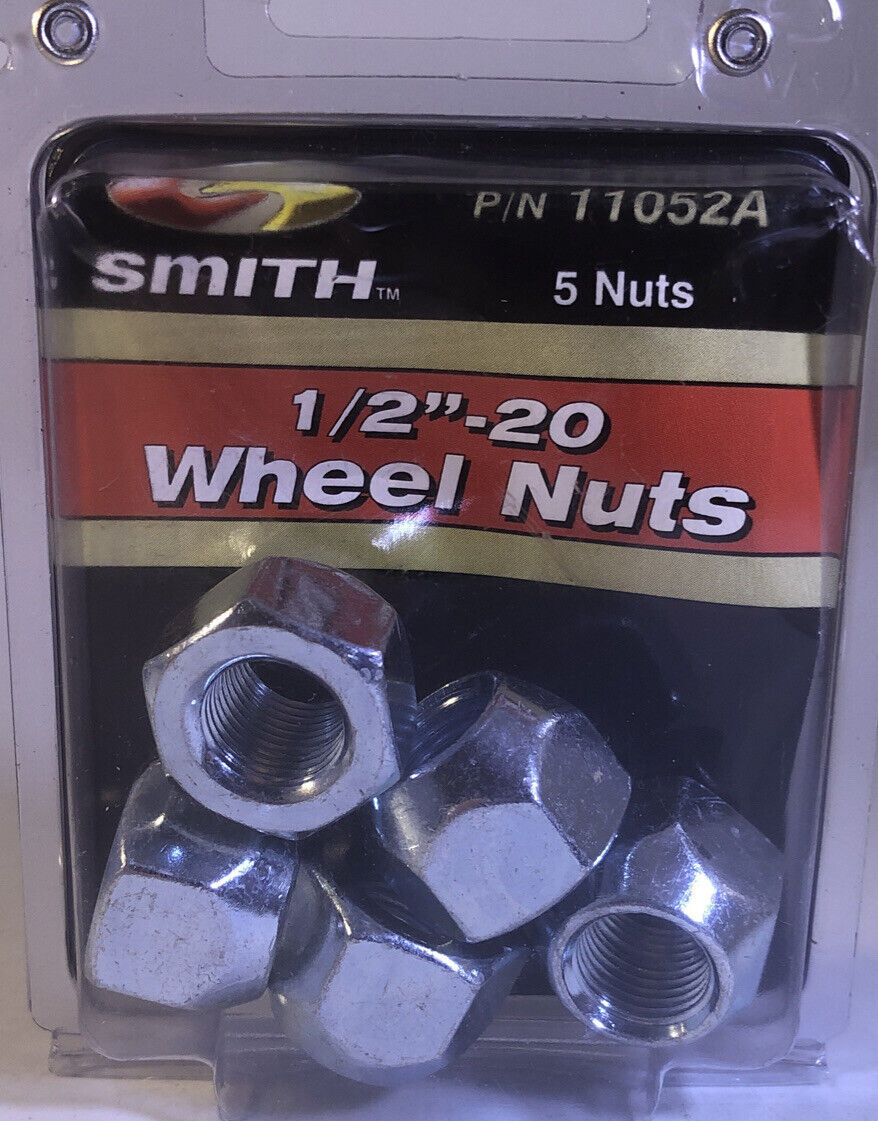 P/N 11052A
SMITH™
5 Nuts
1/2”-20
Wheel Nuts